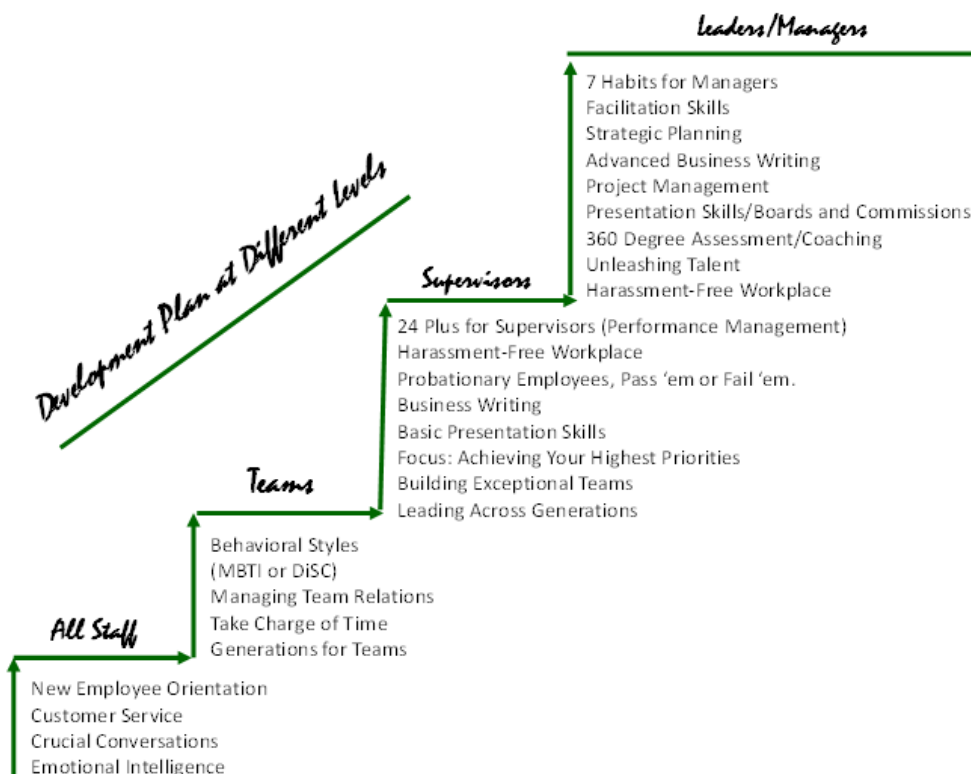 Leaders/Managers
7 Habits for Managers
Facilitation Skills
Strategic Planning
Advanced Business Writing
Project Management
Presentation Skills/Boards and Commissions
360 Degree Assessment/Coaching
Unleashing Talent
Harassment-Free Workplace
Development Plan at Different Levels
Supervisors
24 Plus for Supervisors (Performance Management)
Harassment-Free Workplace
Probationary Employees, Pass ‘em or Fail ‘em.
Business Writing
Basic Presentation Skills
Focus: Achieving Your Highest Priorities
Building Exceptional Teams
Leading Across Generations
Teams
Behavioral Styles
(MBTI or DiSC)
Managing Team Relations
Take Charge of Time
Generations for Teams
All Staff
New Employee Orientation
Customer Service
Crucial Conversations
Emotional Intelligence